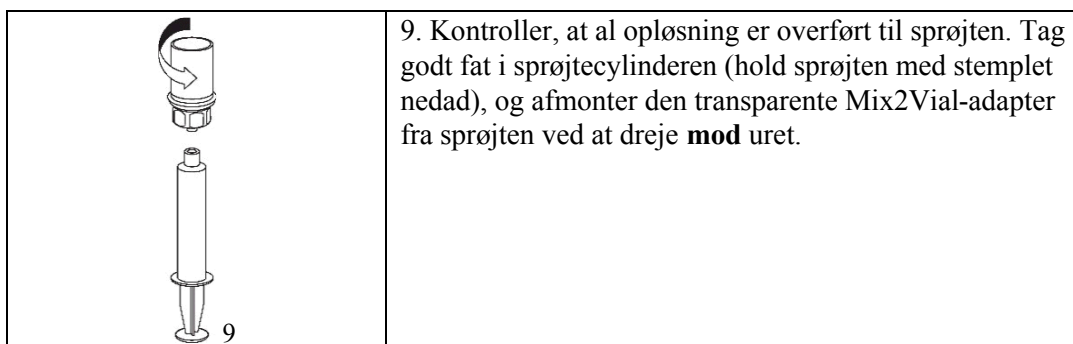 9. Kontroller, at al opløsning er overført til sprøjten. Tag
godt fat i sprøjtecylinderen (hold sprøjten med stemplet
nedad), og afmonter den transparente Mix2Vial-adapter
fra sprøjten ved at dreje mod uret.
9